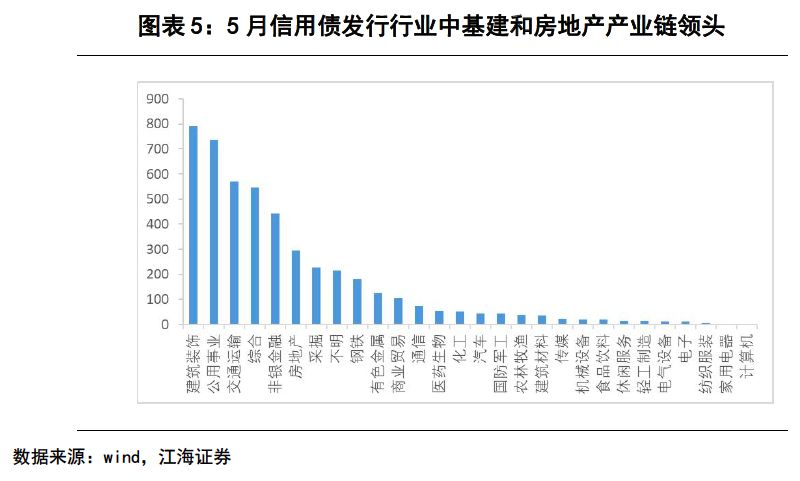 图表 5：5 月信用债发行行业中基建和房地产产业链领头
900
800
700
600
500
400
300
200
100
0
建筑装饰
公用事业
交通运输
综合
非银金融
房地产
采掘
不明
钢铁
有色金属
商业贸易
通信
医药生物
化工
汽车
国防军工
农林牧渔
建筑材料
传媒
机械设备
食品饮料
休闲服务
轻工制造
电气设备
电子
纺织服装
家用电器
计算机
数据来源：wind，江海证券